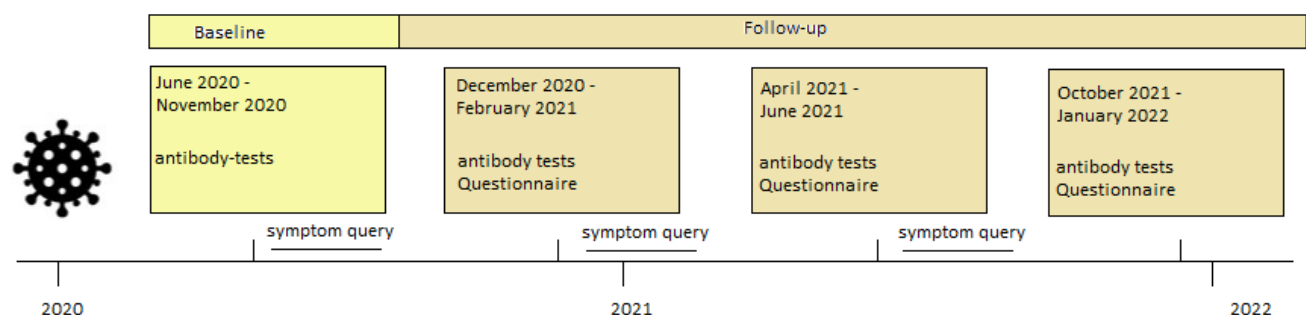 Baseline
Follow-up
June 2020 -
November 2020
antibody-tests
December 2020 -
February 2021
antibody tests
Questionnaire
April 2021 -
June 2021
antibody tests
Questionnaire
October 2021 -
January 2022
antibody tests
Questionnaire
symptom query
symptom query
symptom query
2020
2021
2022